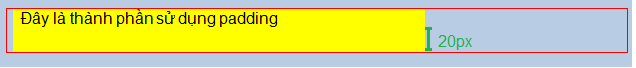 Đây là thành phần sử dụng padding
20px